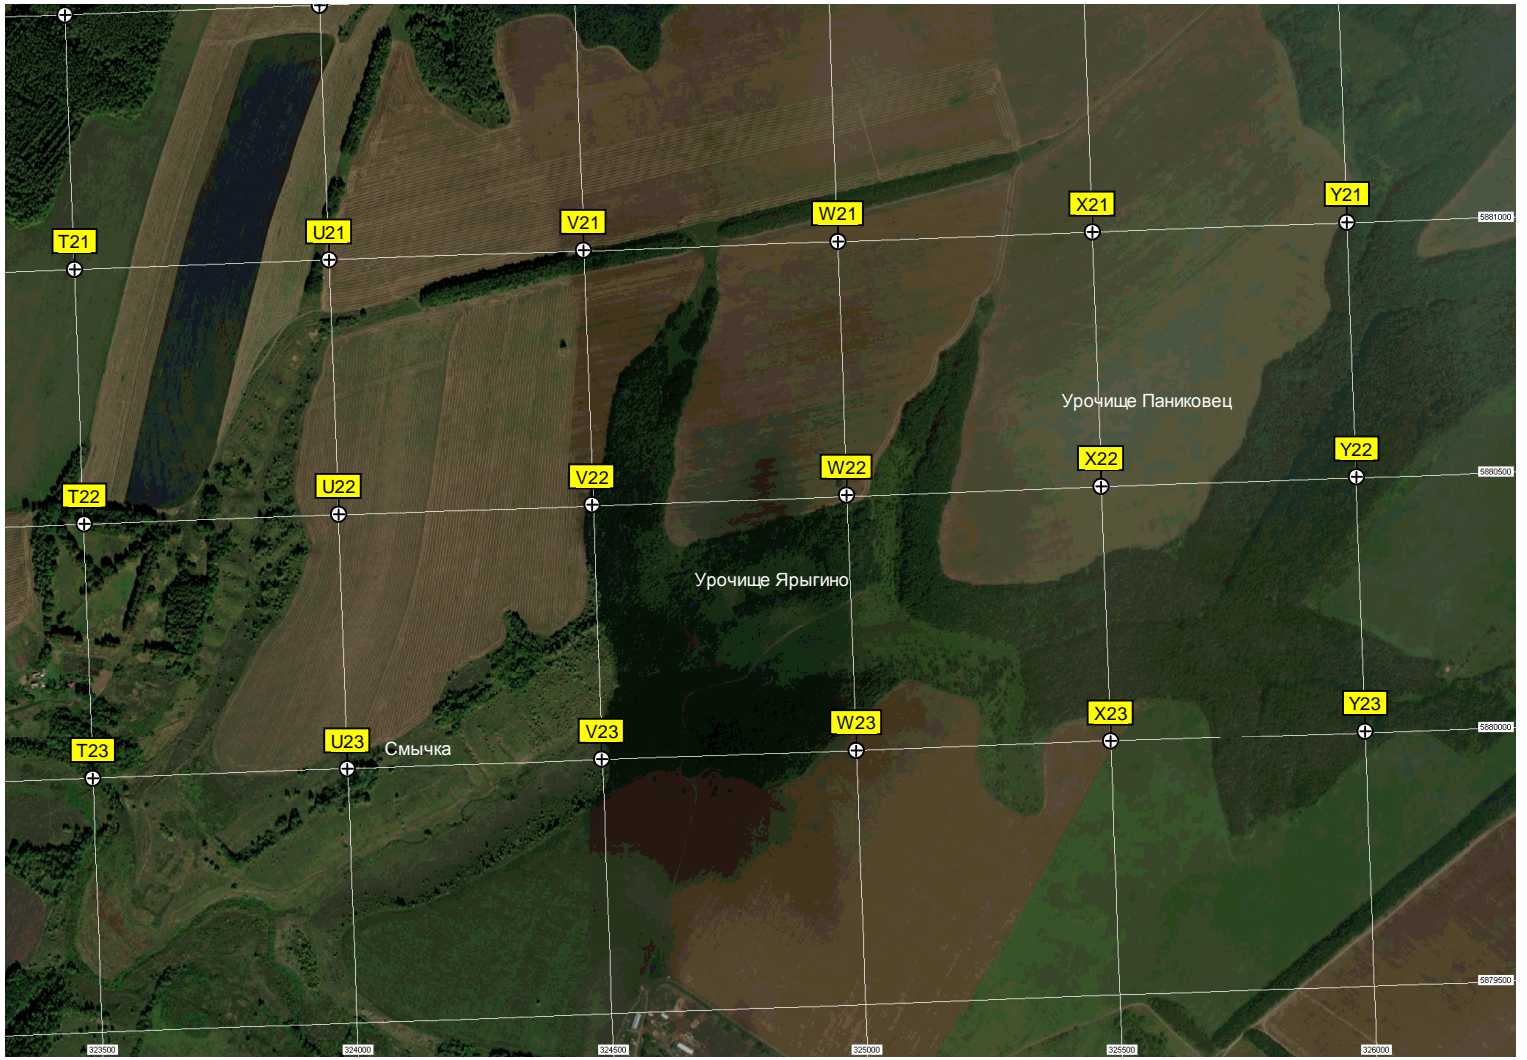 Y21
X21
W21
5881000
V21
U21
T21
Урочище Паниковец
Y22
X22
W22
5880500
V22
U22
T22
Урочище Ярыгино
Y23
X23
W23
5880000
V23
U23
Смычка
T23
5879500
323500
324000
324500
325000
325500
326000